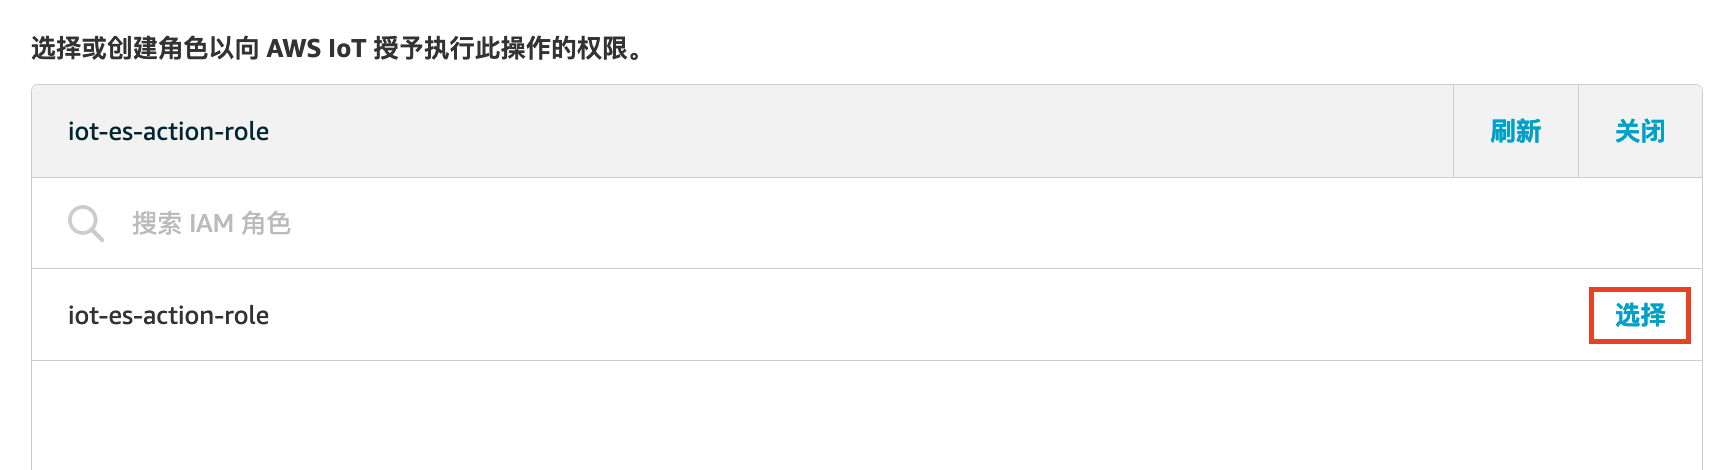 选择或创建角色以向 AWS IoT 授予执行此操作的权限。
iot-es-action-role 刷新 关闭
搜索 IAM 角色
iot-es-action-role 选择